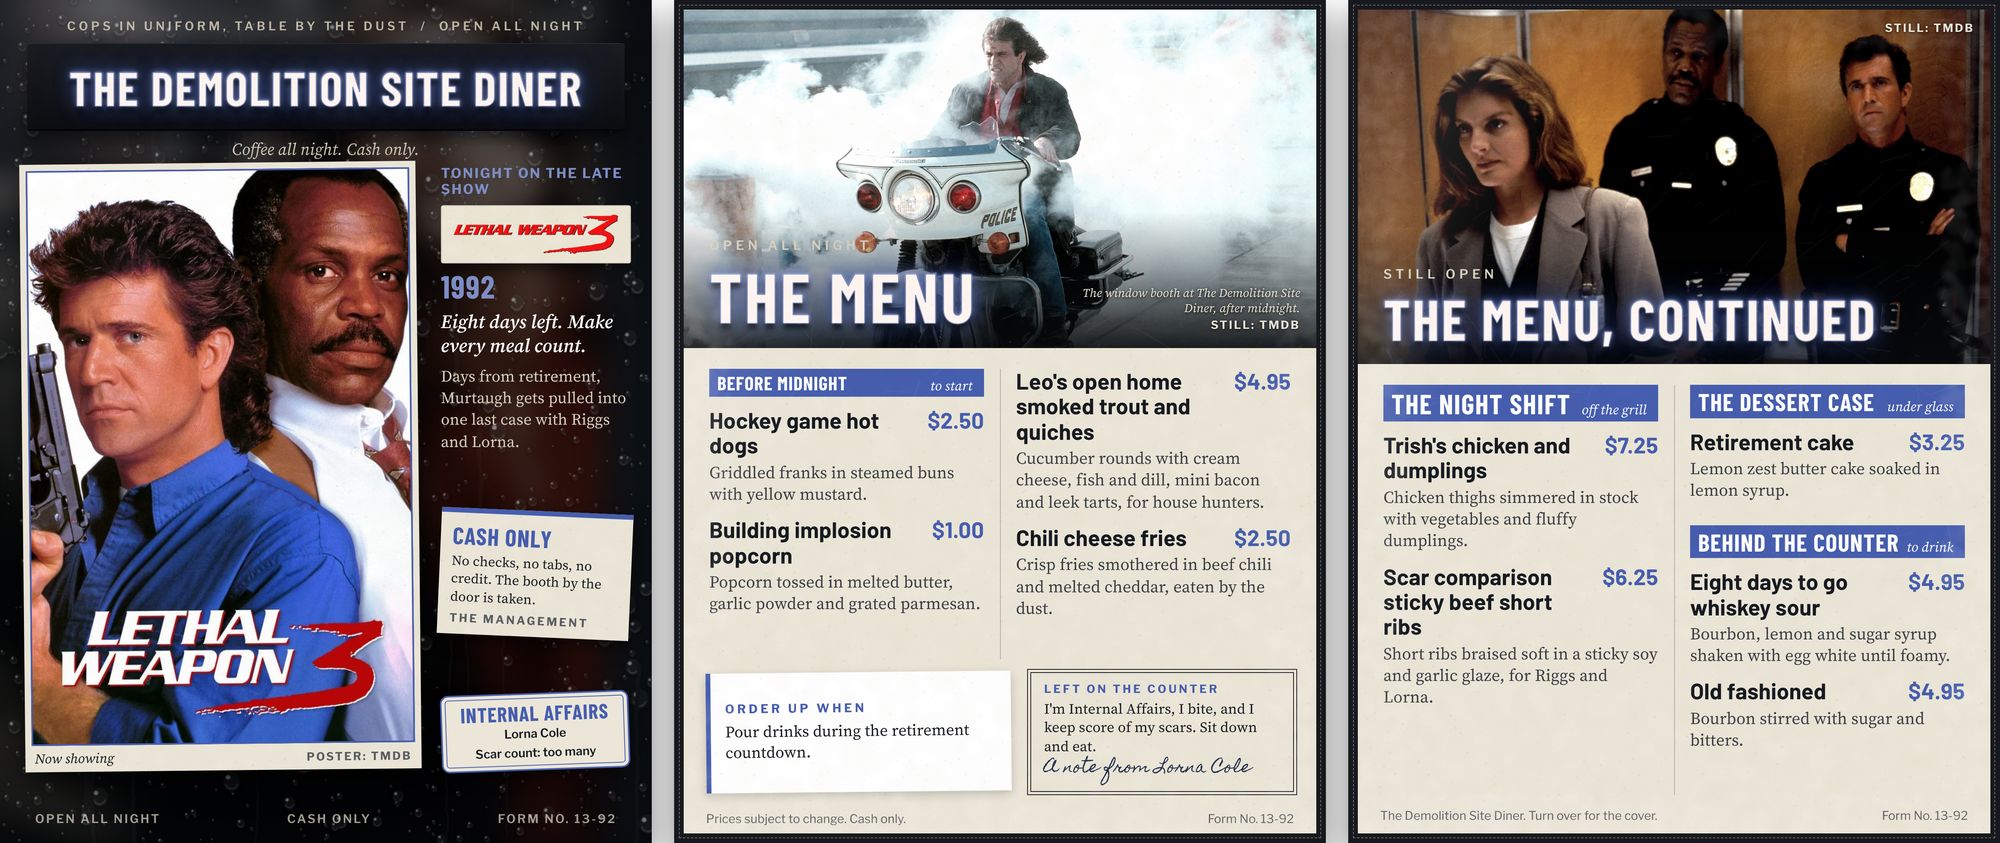 COPS IN UNIFORM, TABLE BY THE DUST / OPEN ALL NIGHT
THE DEMOLITION SITE DINER
Coffee all night. Cash only.
TONIGHT ON THE LATE
SHOW
LETHAL WEAPON 3
1992
Eight days left. Make
every meal count.
Days from retirement,
Murtaugh gets pulled into
one last case with Riggs
and Lorna.
CASH ONLY
No checks, no tabs, no
credit. The booth by the
door is taken.
THE MANAGEMENT
LETHAL
WEAPON 3
INTERNAL AFFAIRS
Lorna Cole
Scar count: too many
Now showing
POSTER: TMDB
OPEN ALL NIGHT
CASH ONLY
FORM NO. 13-92
POLICE
OPEN ALL NIGHT
THE MENU
The window booth at The Demolition Site
Diner, after midnight.
STILL: TMDB
BEFORE MIDNIGHT to start
Hockey game hot $2.50
dogs
Griddled franks in steamed buns
with yellow mustard.
Building implosion $1.00
popcorn
Popcorn tossed in melted butter,
garlic powder and grated parmesan.
Leo's open home $4.95
smoked trout and
quiches
Cucumber rounds with cream
cheese, fish and dill, mini bacon
and leek tarts, for house hunters.
Chili cheese fries $2.50
Crisp fries smothered in beef chili
and melted cheddar, eaten by the
dust.
ORDER UP WHEN
Pour drinks during the retirement
countdown.
LEFT ON THE COUNTER
I'm Internal Affairs, I bite, and I
keep score of my scars. Sit down
and eat.
A note from Lorna Cole
Prices subject to change. Cash only.
Form No. 13-92
STILL: TMDB
STILL OPEN
THE MENU, CONTINUED
THE NIGHT SHIFT off the grill
Trish's chicken and $7.25
dumplings
Chicken thighs simmered in stock
with vegetables and fluffy
dumplings.
Scar comparison $6.25
sticky beef short
ribs
Short ribs braised soft in a sticky soy
and garlic glaze, for Riggs and
Lorna.
THE DESSERT CASE under glass
Retirement cake $3.25
Lemon zest butter cake soaked in
lemon syrup.
BEHIND THE COUNTER to drink
Eight days to go $4.95
whiskey sour
Bourbon, lemon and sugar syrup
shaken with egg white until foamy.
Old fashioned $4.95
Bourbon stirred with sugar and
bitters.
The Demolition Site Diner. Turn over for the cover.
Form No. 13-92